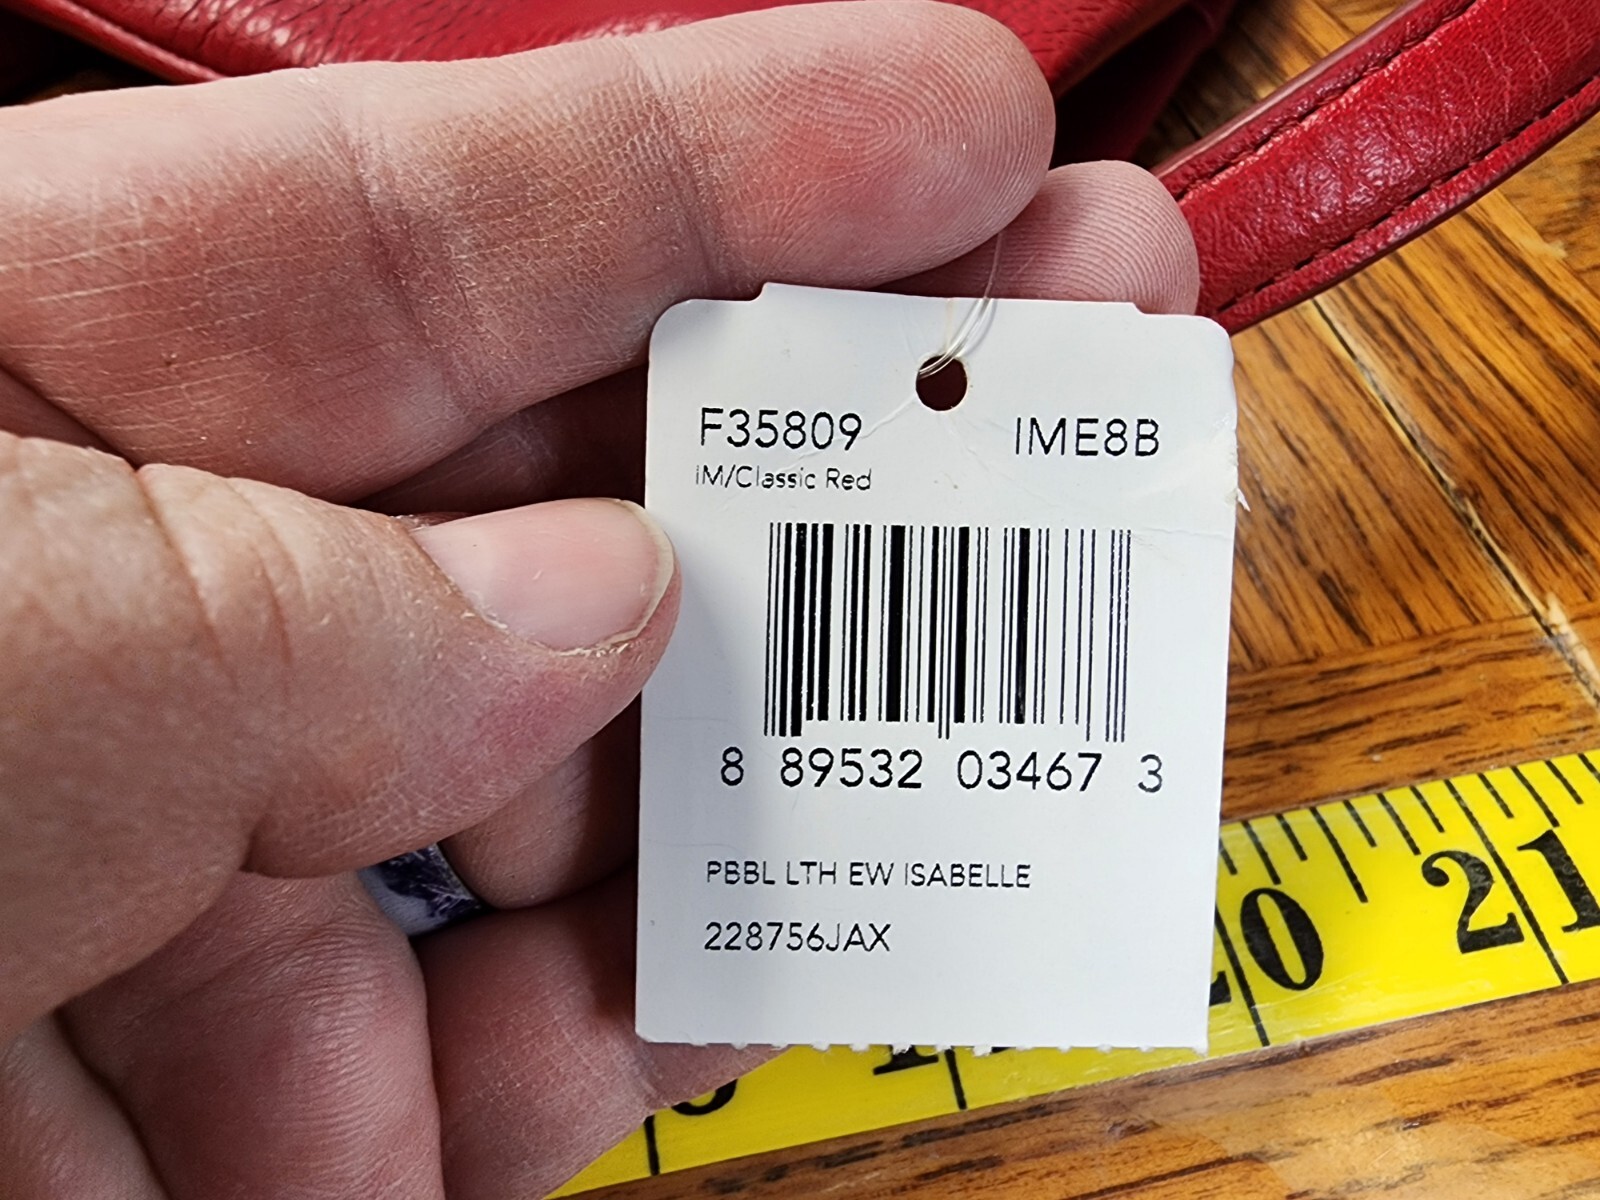 F35809 IME8B
IM/Classic Red
8 89532 03467 3
PBBL LTH EW ISABELLE
228756JAX
20 21